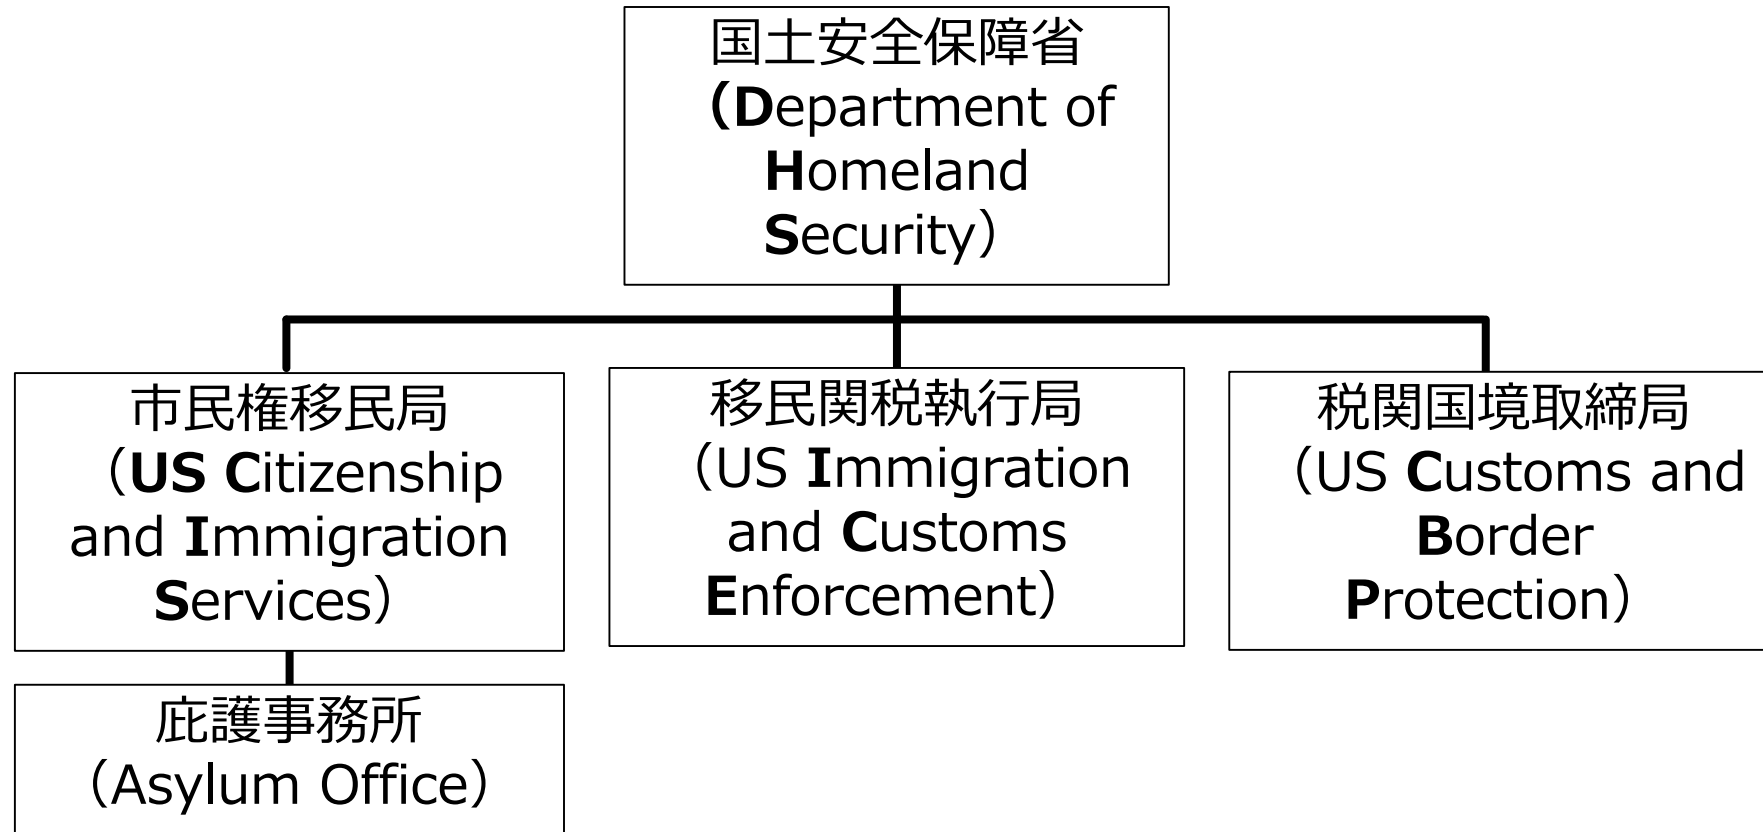 国土安全保障省
(Department of
Homeland
Security）
市民権移民局
（US Citizenship
and Immigration
Services）
庇護事務所
（Asylum Office）
移民関税執行局
（US Immigration
and Customs
Enforcement）
税関国境取締局
（US Customs and
Border
Protection）